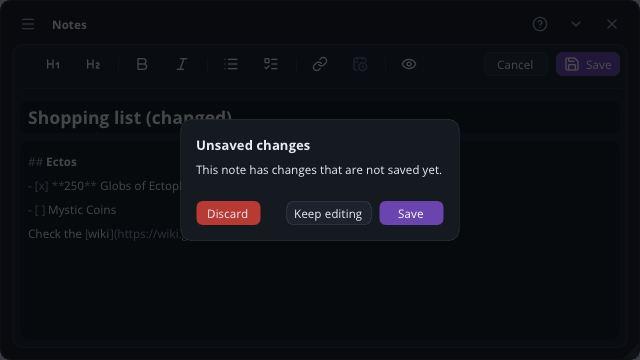 Notes
H1 H2 B I Cancel Save
Shopping list (changed)
Unsaved changes
This note has changes that are not saved yet.
Discard Keep editing Save
## Ectos
- [x] **250** Globs of
- [ ] Mystic Coins
Check the [wiki](https://wiki.